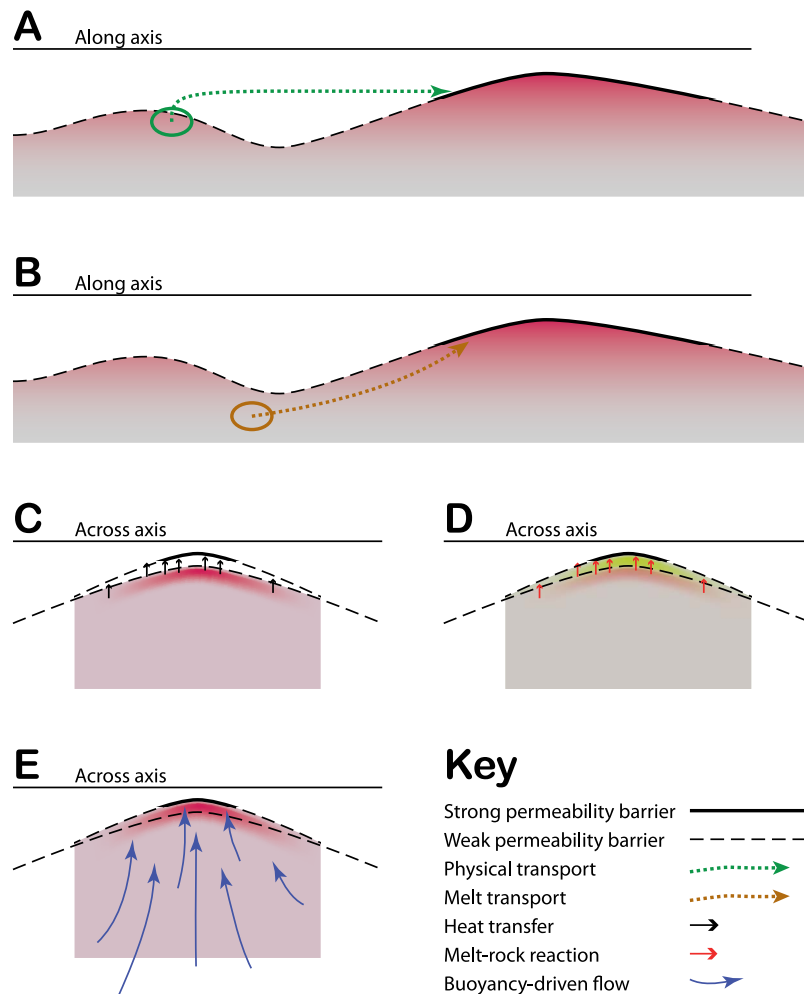 A
Along axis
B
Along axis
C
Across axis
D
Across axis
E
Across axis
Key
Strong permeability barrier
Weak permeability barrier
Physical transport
Melt transport
Heat transfer
Melt-rock reaction
Buoyancy-driven flow